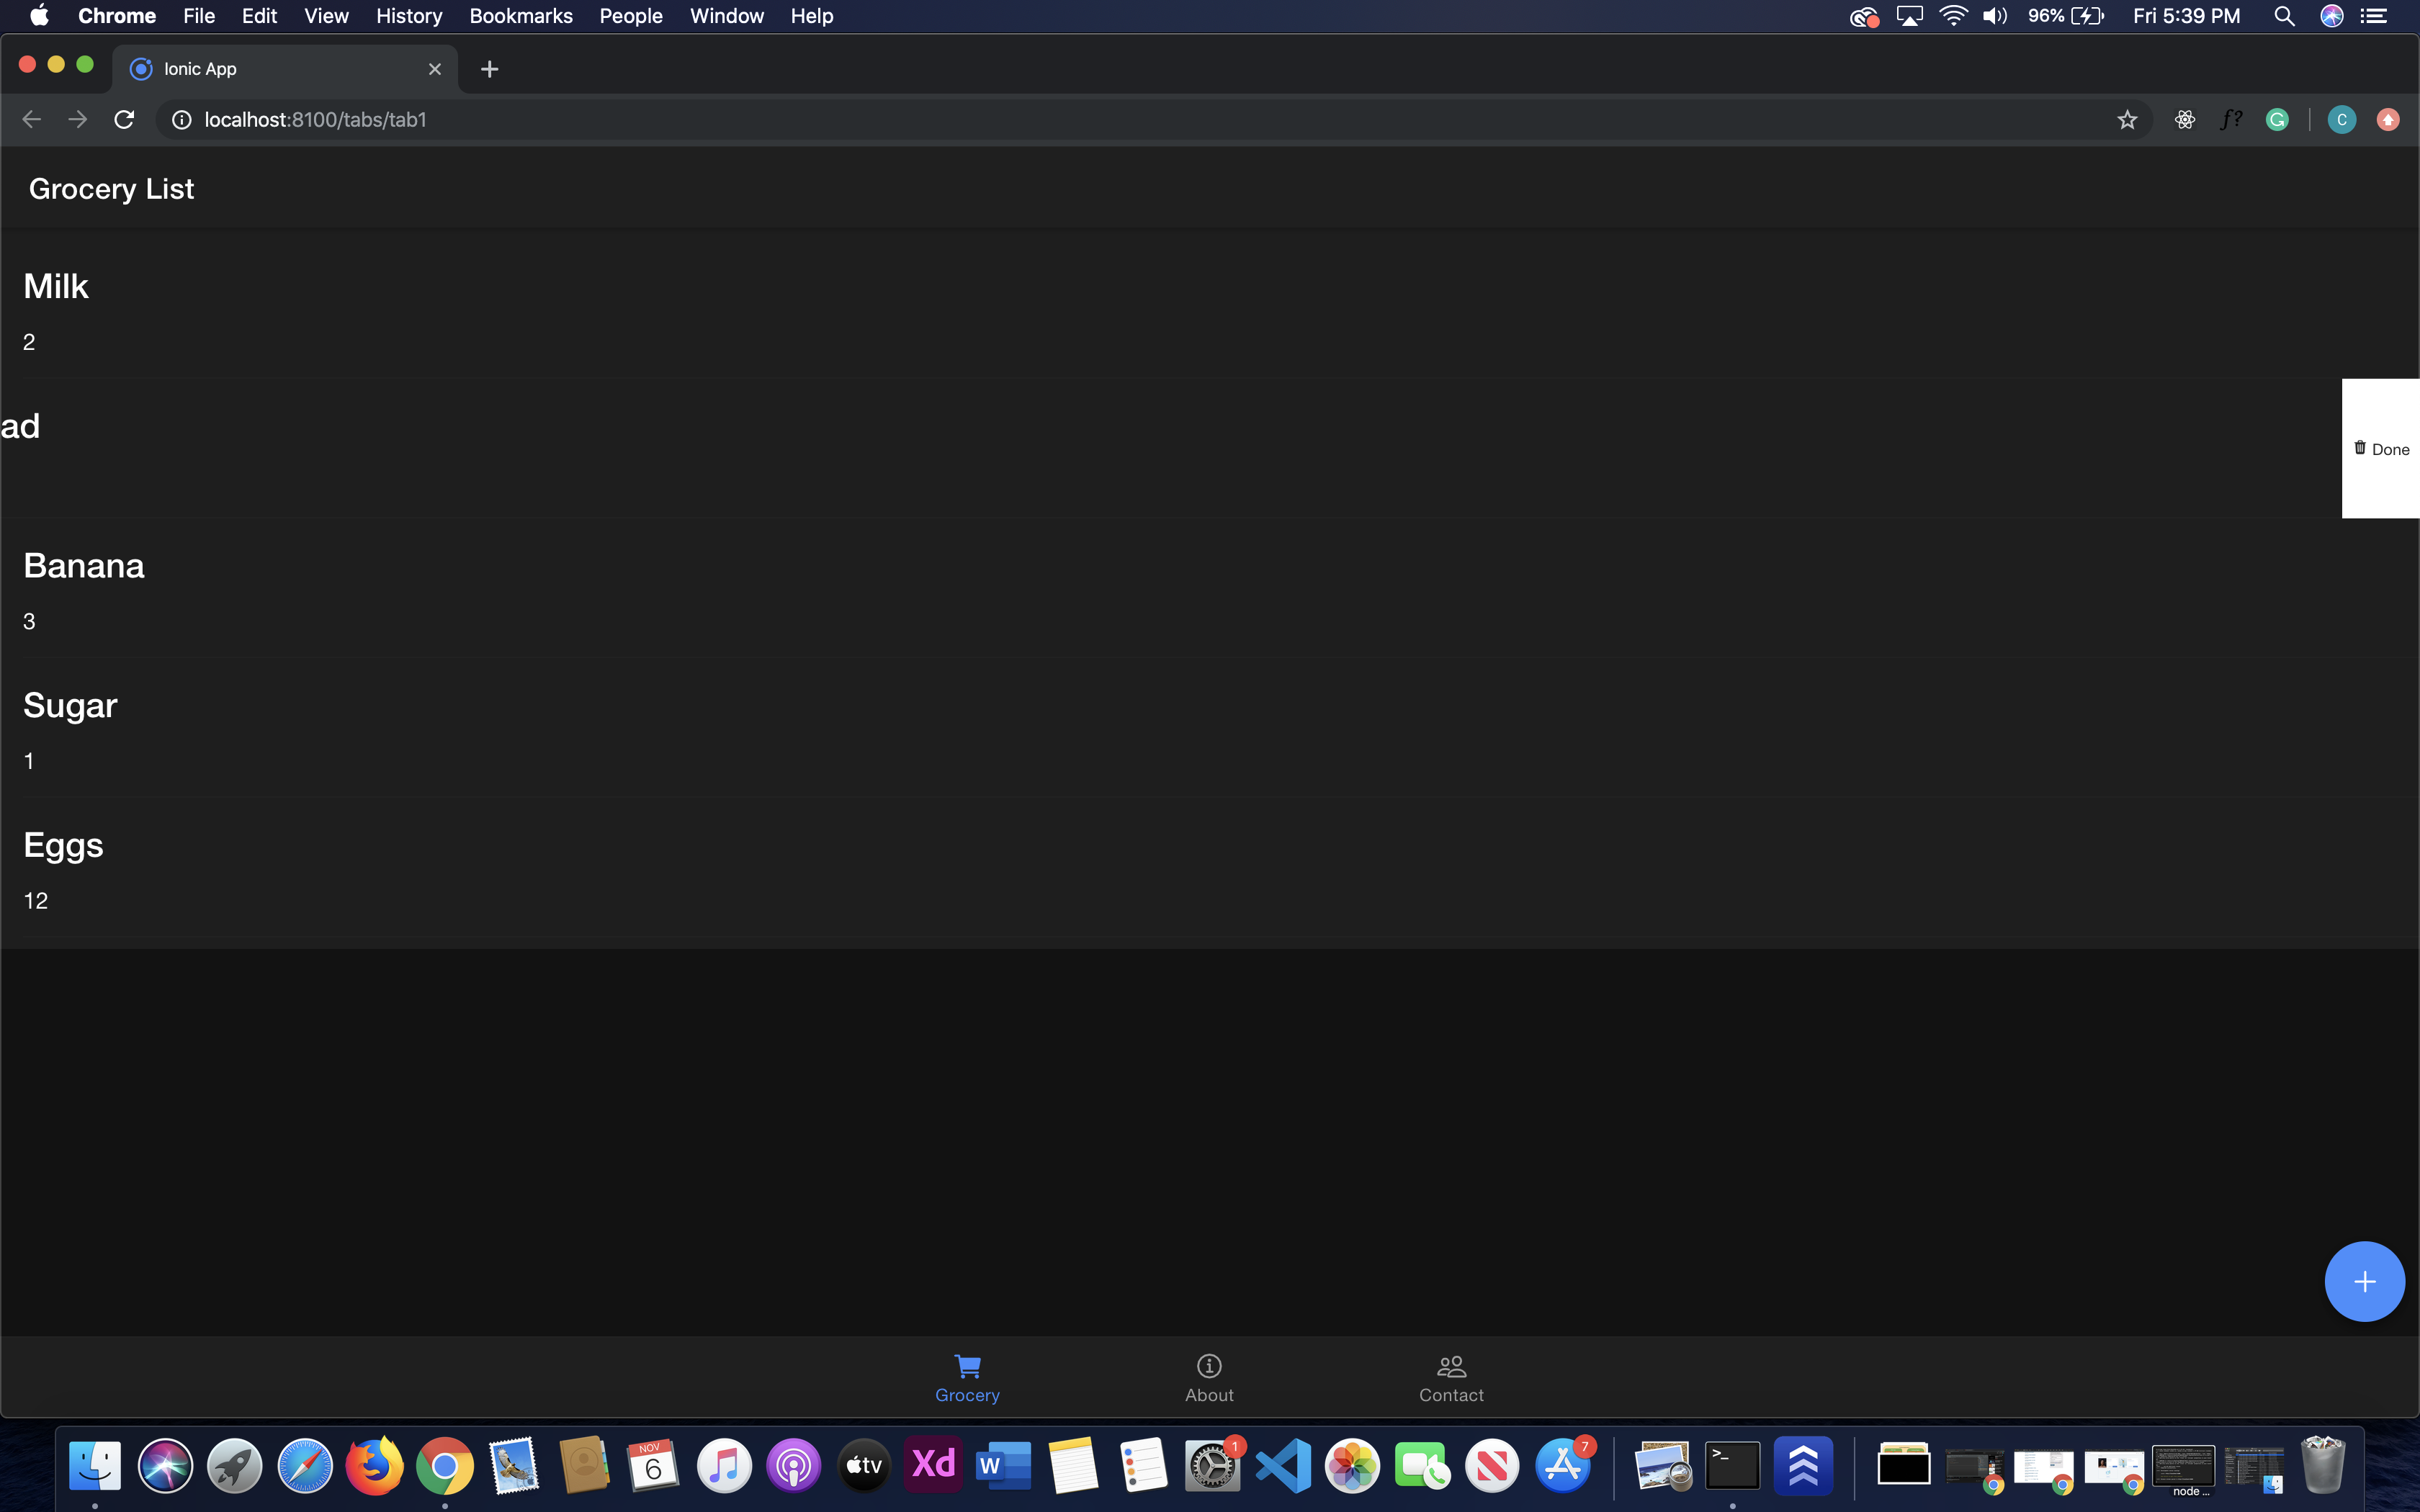 Chrome File Edit View History Bookmarks People Window Help 96% Fri 5:39 PM
Ionic App
localhost:8100/tabs/tab1 f? C
Grocery List
Milk
2
ad
Done
Banana
3
Sugar
1
Eggs
12
Grocery About Contact
NOV
6
tv
Xd
W
1
7
>_
node ...